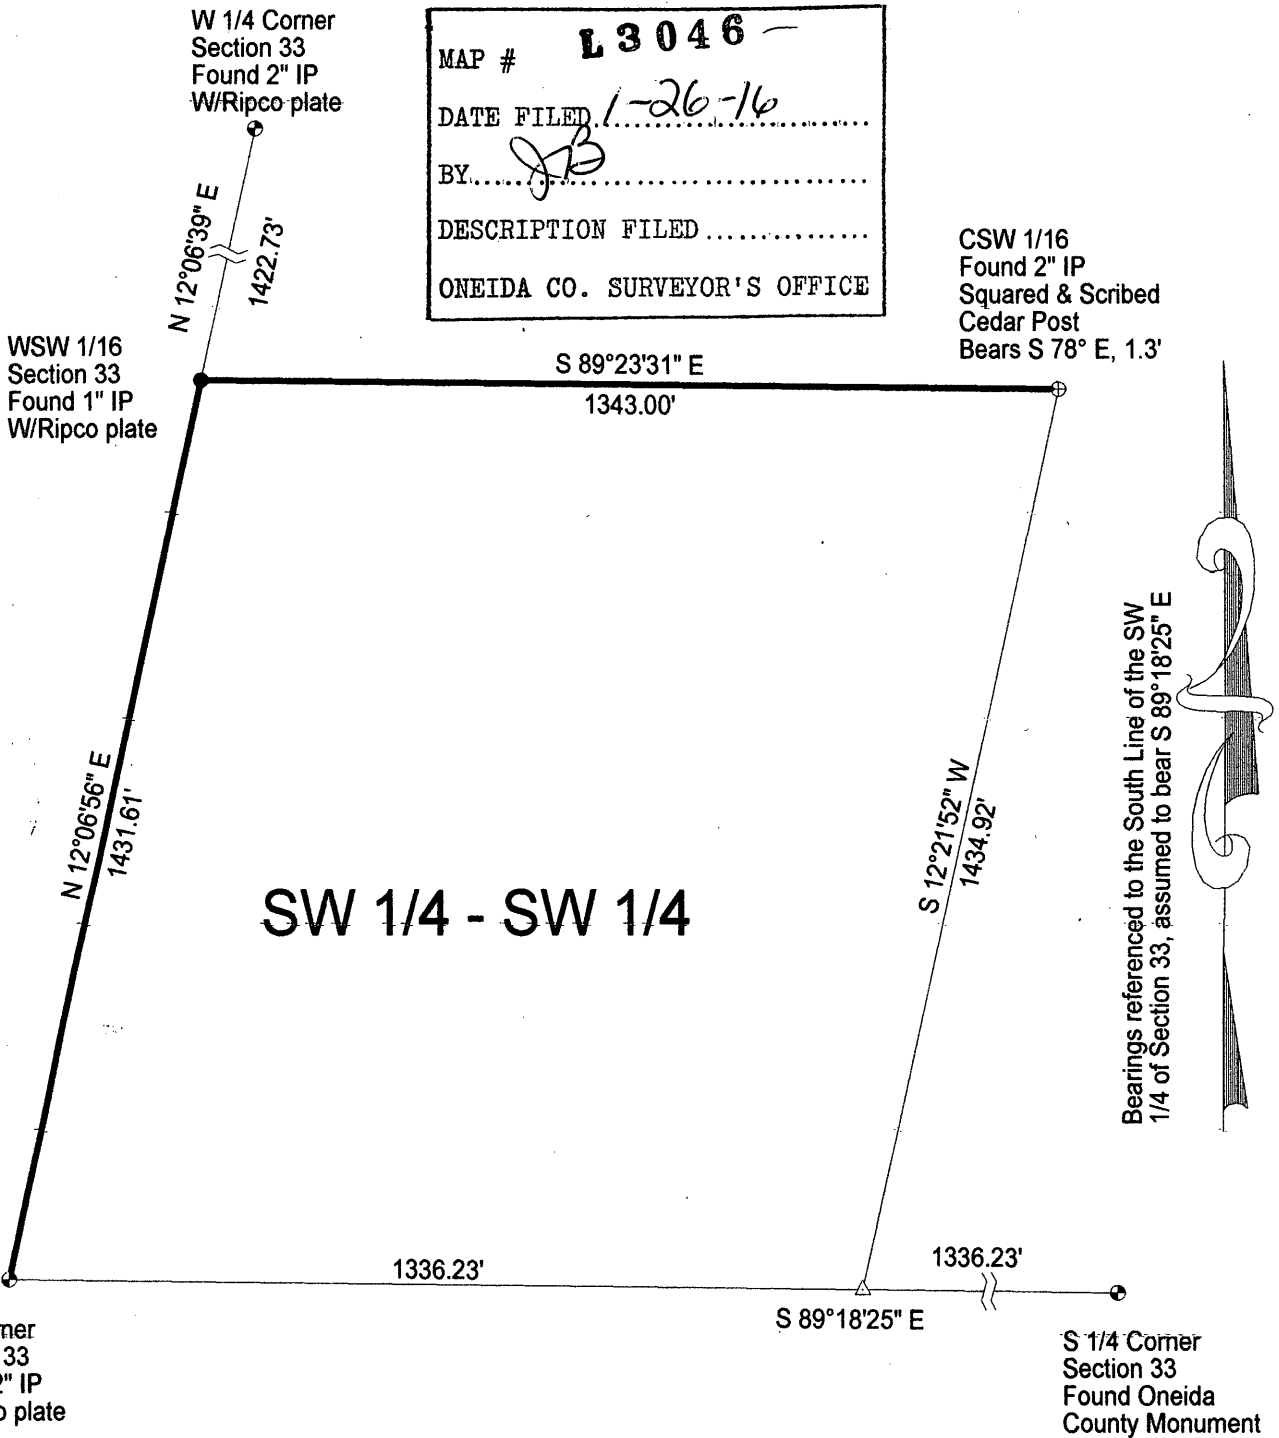 W 1/4 Corner
Section 33
Found 2" IP
W/Ripco plate
MAP # L3046
DATE FILED 1-26-16
BY
DESCRIPTION FILED
ONEIDA CO. SURVEYOR'S OFFICE
N 12°06'39" E
1422.73'
CSW 1/16
Found 2" IP
Squared & Scribed
Cedar Post
Bears S 78° E, 1.3'
WSW 1/16
Section 33
Found 1" IP
W/Ripco plate
S 89°23'31" E
1343.00'
N 12°06'56" E
1431.61'
S 12°21'52" W
1434.92'
Bearings referenced to the South Line of the SW
1/4 of Section 33, assumed to bear S 89°18'25" E
SW 1/4 - SW 1/4
1336.23'
1336.23'
S 89°18'25" E
33
2" IP
plate
S 1/4 Corner
Section 33
Found Oneida
County Monument